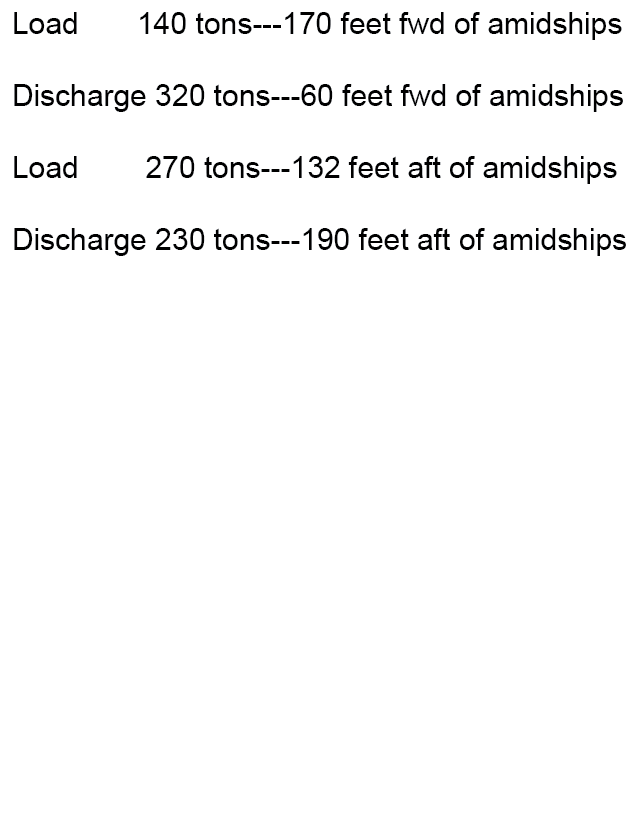 Load 140 tons---170 feet fwd of amidships
Discharge 320 tons---60 feet fwd of amidships
Load 270 tons---132 feet aft of amidships
Discharge 230 tons---190 feet aft of amidships